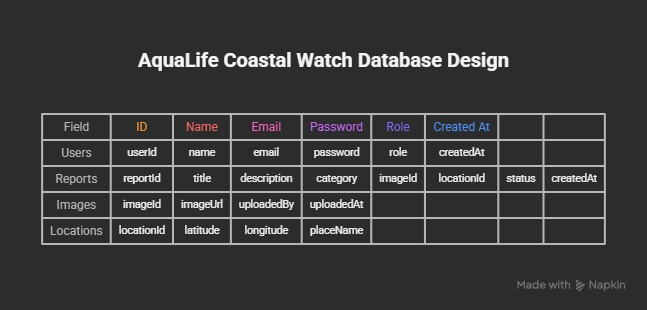 AquaLife Coastal Watch Database Design
Field ID Name Email Password Role Created At
Users userId name email password role createdAt
Reports reportId title description category imageId locationId status createdAt
Images imageId imageUrl uploadedBy uploadedAt
Locations locationId latitude longitude placeName
Made with Napkin